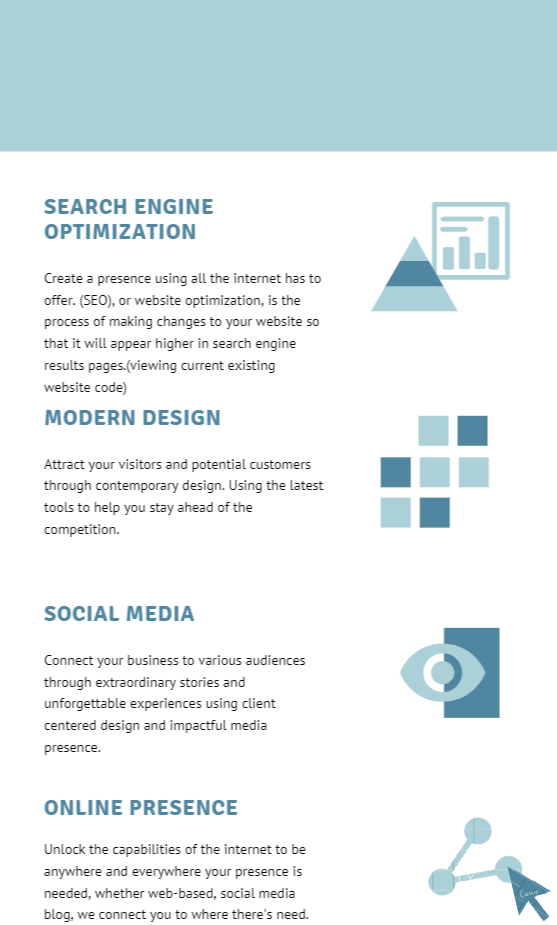 SEARCH ENGINE
OPTIMIZATION
Create a presence using all the internet has to
offer. (SEO), or website optimization, is the
process of making changes to your website so
that it will appear higher in search engine
results pages.(viewing current existing
website code)
MODERN DESIGN
Attract your visitors and potential customers
through contemporary design. Using the latest
tools to help you stay ahead of the
competition.
SOCIAL MEDIA
Connect your business to various audiences
through extraordinary stories and
unforgettable experiences using client
centered design and impactful media
presence.
ONLINE PRESENCE
Unlock the capabilities of the internet to be
anywhere and everywhere your presence is
needed, whether web-based, social media
blog, we connect you to where there's need.
Canva